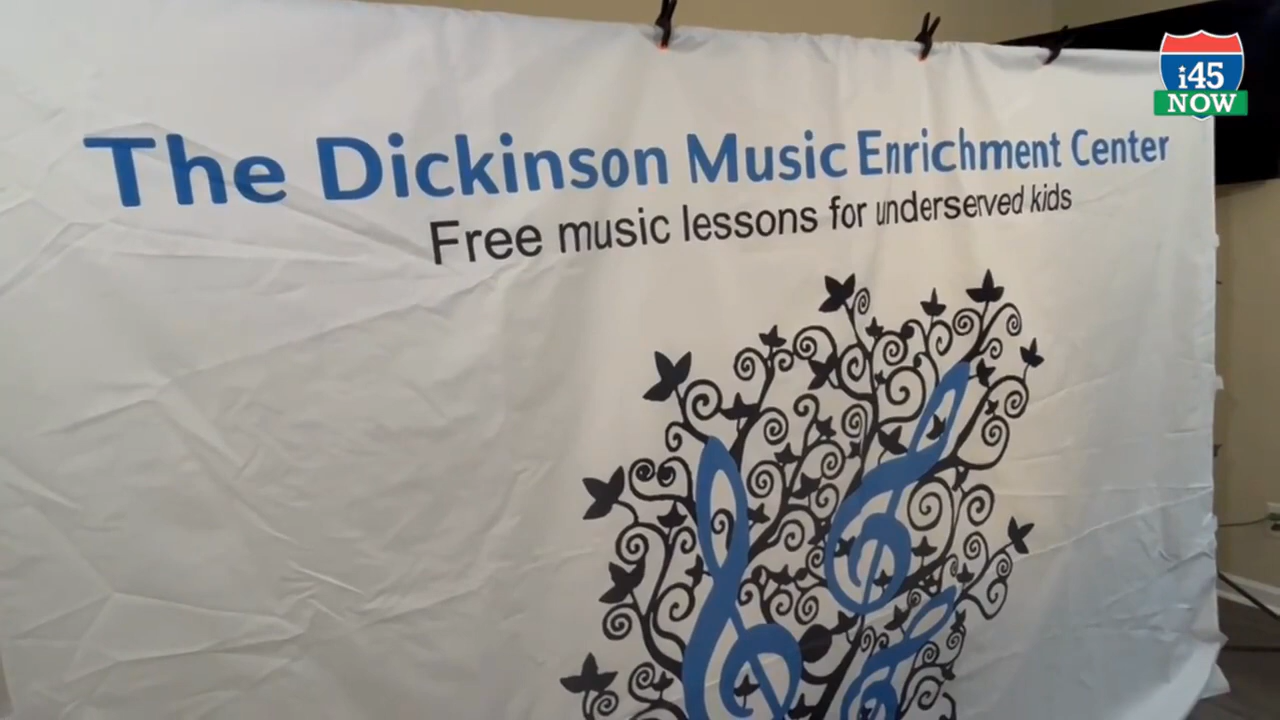 i45
NOW
The Dickinson Music Enrichment Center
Free music lessons for underserved kids